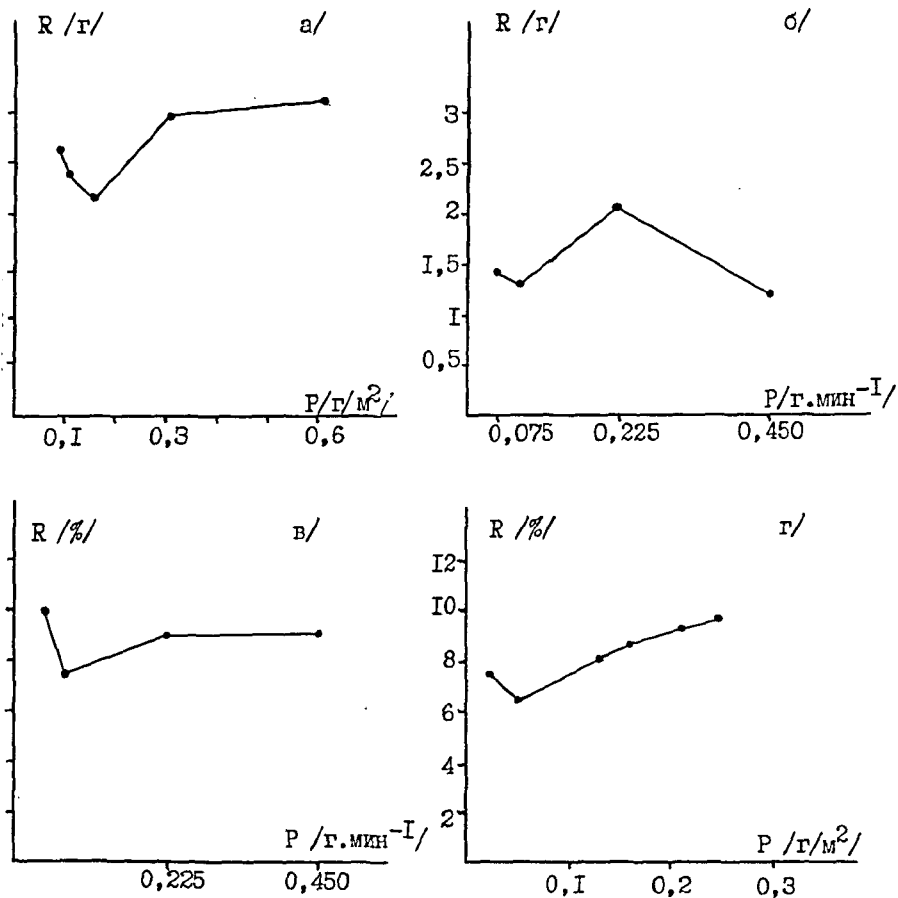 R /г/
а/
P/г/м²/
0,I
0,3
0,6
R /г/
б/
3
2,5
2
I,5
I
0,5
P/г.мин⁻I/
0,075
0,225
0,450
R /%/
в/
P /г.мин⁻I/
0,225
0,450
R /%/
г/
I2
I0
8
6
4
2
P /г/м²/
0,I
0,2
0,3